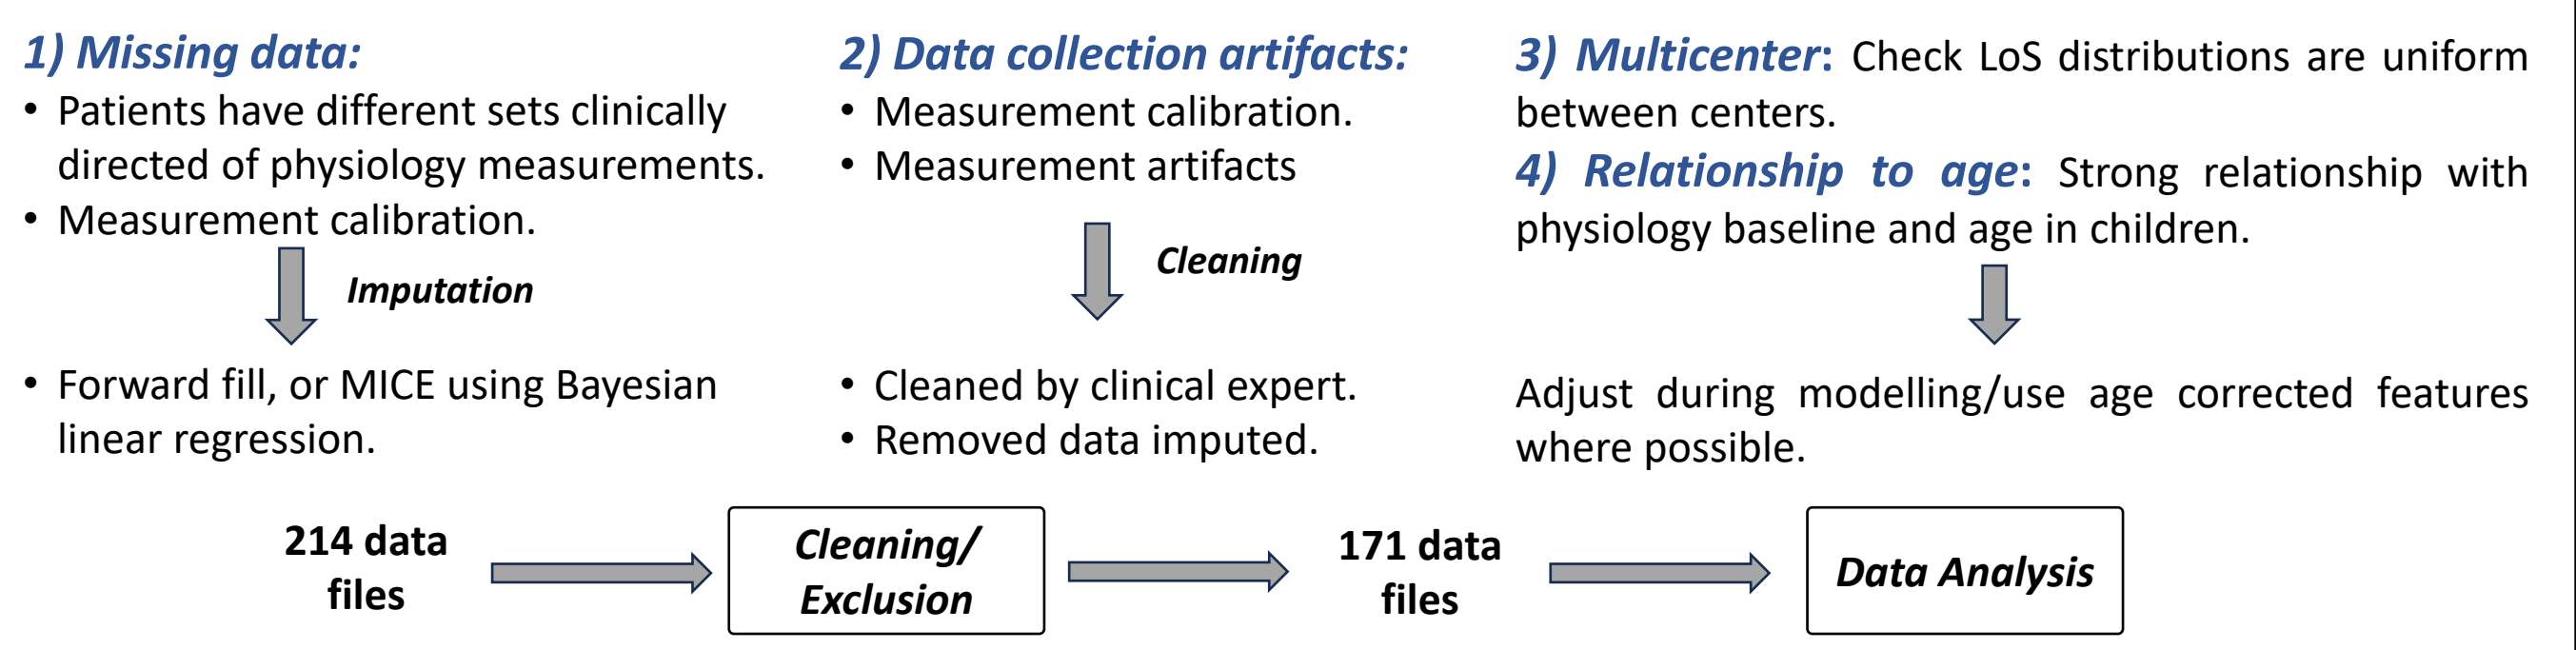 1) Missing data:
• Patients have different sets clinically
directed of physiology measurements.
• Measurement calibration.
Imputation
• Forward fill, or MICE using Bayesian
linear regression.
2) Data collection artifacts:
• Measurement calibration.
• Measurement artifacts
Cleaning
• Cleaned by clinical expert.
• Removed data imputed.
3) Multicenter: Check LoS distributions are uniform
between centers.
4) Relationship to age: Strong relationship with
physiology baseline and age in children.
Adjust during modelling/use age corrected features
where possible.
214 data
files
Cleaning/
Exclusion
171 data
files
Data Analysis